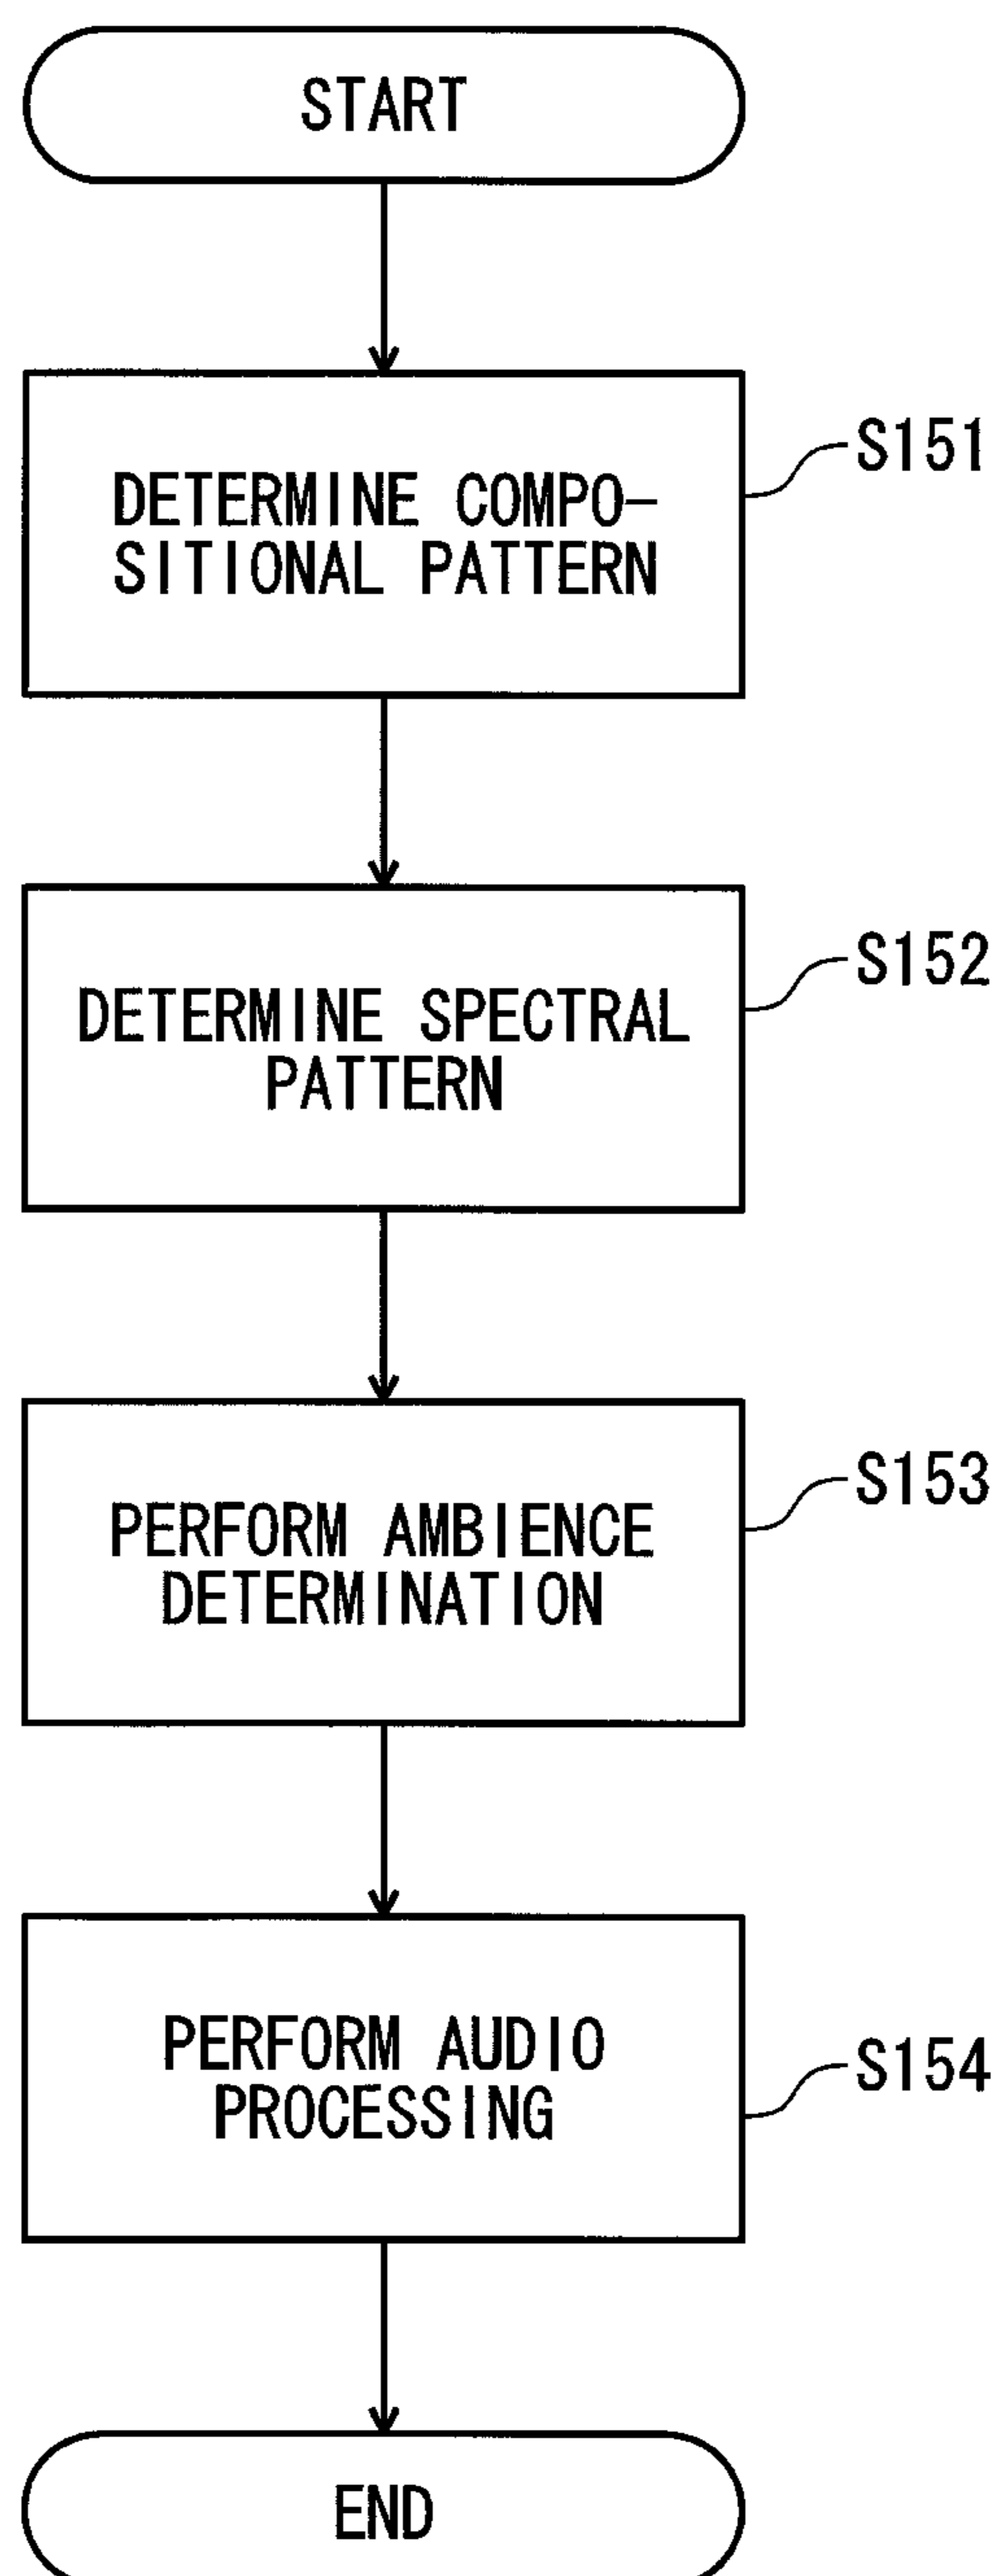 START
DETERMINE COMPO-
SITIONAL PATTERN
S151
DETERMINE SPECTRAL
PATTERN
S152
PERFORM AMBIENCE
DETERMINATION
S153
PERFORM AUDIO
PROCESSING
S154
END